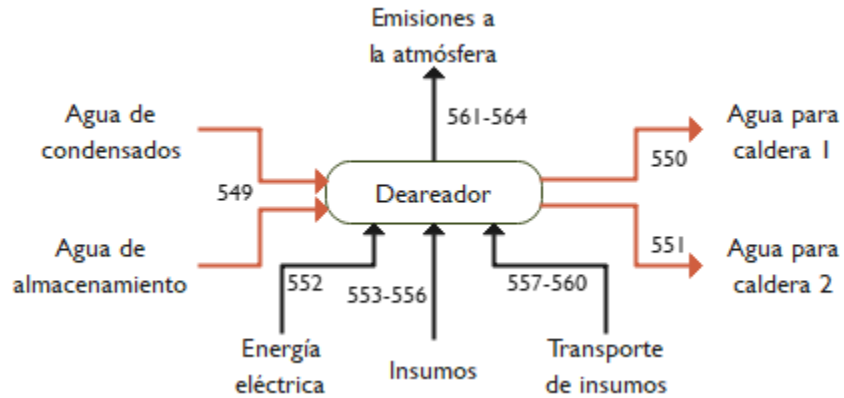 Emisiones a
la atmósfera
561-564
Agua de
condensados
549
Agua de
almacenamiento
Deareador
550
Agua para
caldera 1
551
Agua para
caldera 2
552
553-556
557-560
Energía
eléctrica
Insumos
Transporte
de insumos